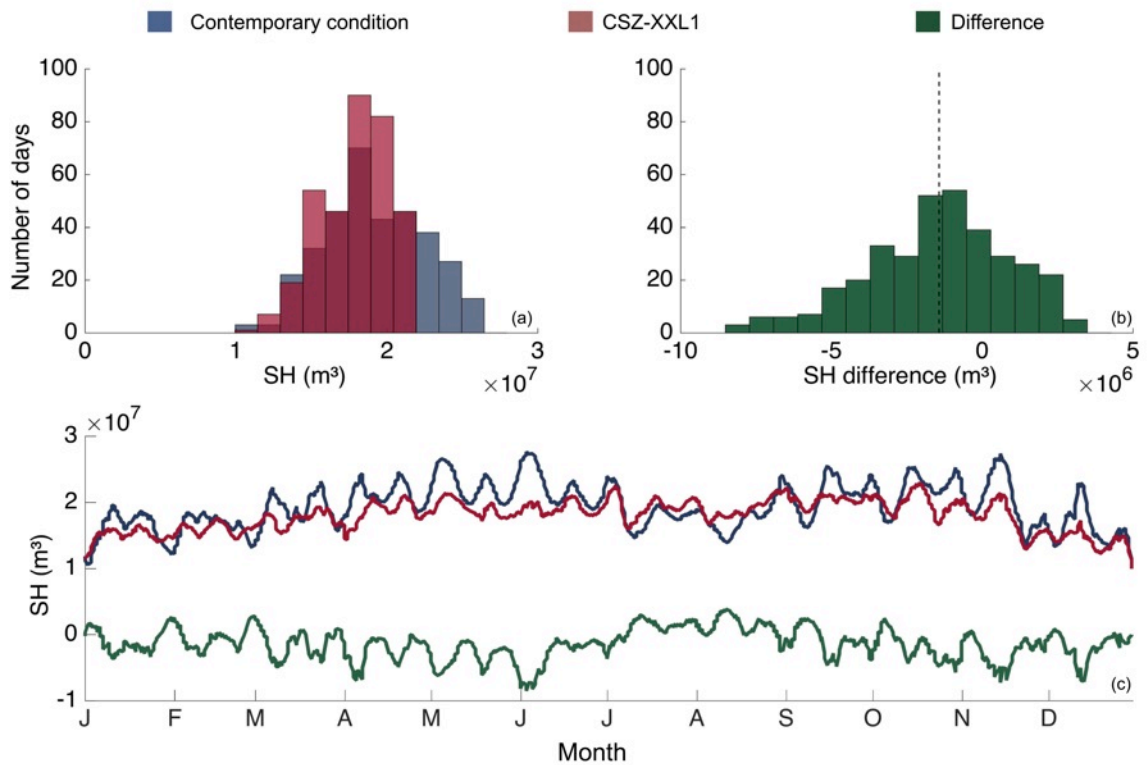 Contemporary condition CSZ-XXL1 Difference
100
80
60
40
20
0
Number of days
0 1 2 3
SH (m³)
×10⁷
(a)
100
80
60
40
20
0
-10 -5 0 5
SH difference (m³)
×10⁶
(b)
×10⁷
3
2
1
0
-1
SH (m³)
J F M A M J J A S O N D
Month
(c)